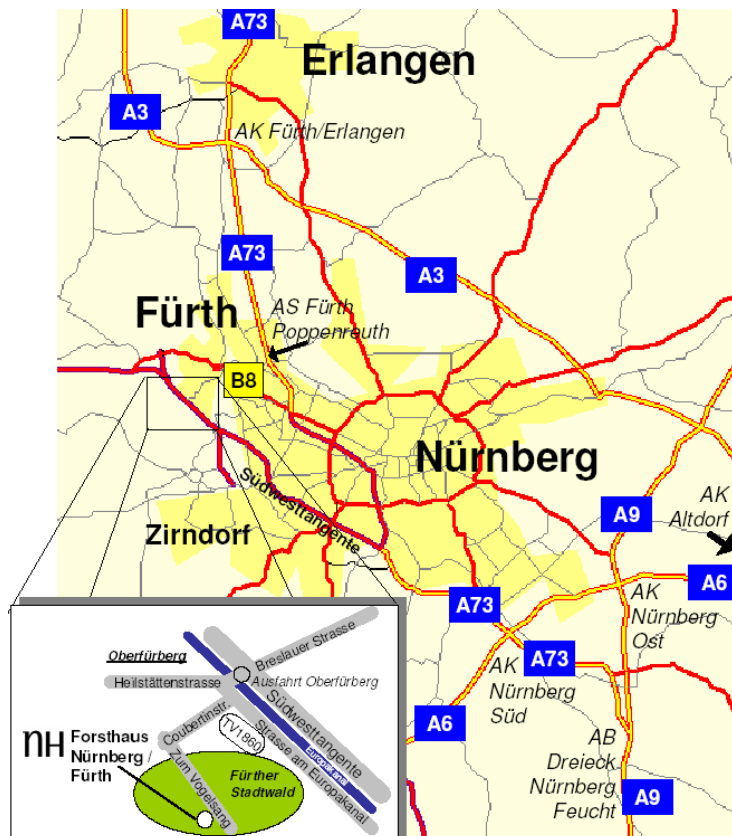 A73
Erlangen
A3
AK Fürth/Erlangen
A73
A3
Fürth
AS Fürth
Poppenreuth
B8
Nürnberg
Südwesttangente
Zirndorf
A9
AK
Altdorf
A6
A73
AK
Nürnberg
Ost
A73
AK
Nürnberg
Süd
A6
AB
Dreieck
Nürnberg
Feucht
A9
Oberfürberg
Breslauer Strasse
Heilstättenstrasse
Ausfahrt Oberfürberg
Südwesttangente
Coubertinstr.
TV1860
Europakanal
Strasse am Europakanal
nH
Forsthaus
Nürnberg /
Fürth
Zum Vogelsang
Fürther
Stadtwald